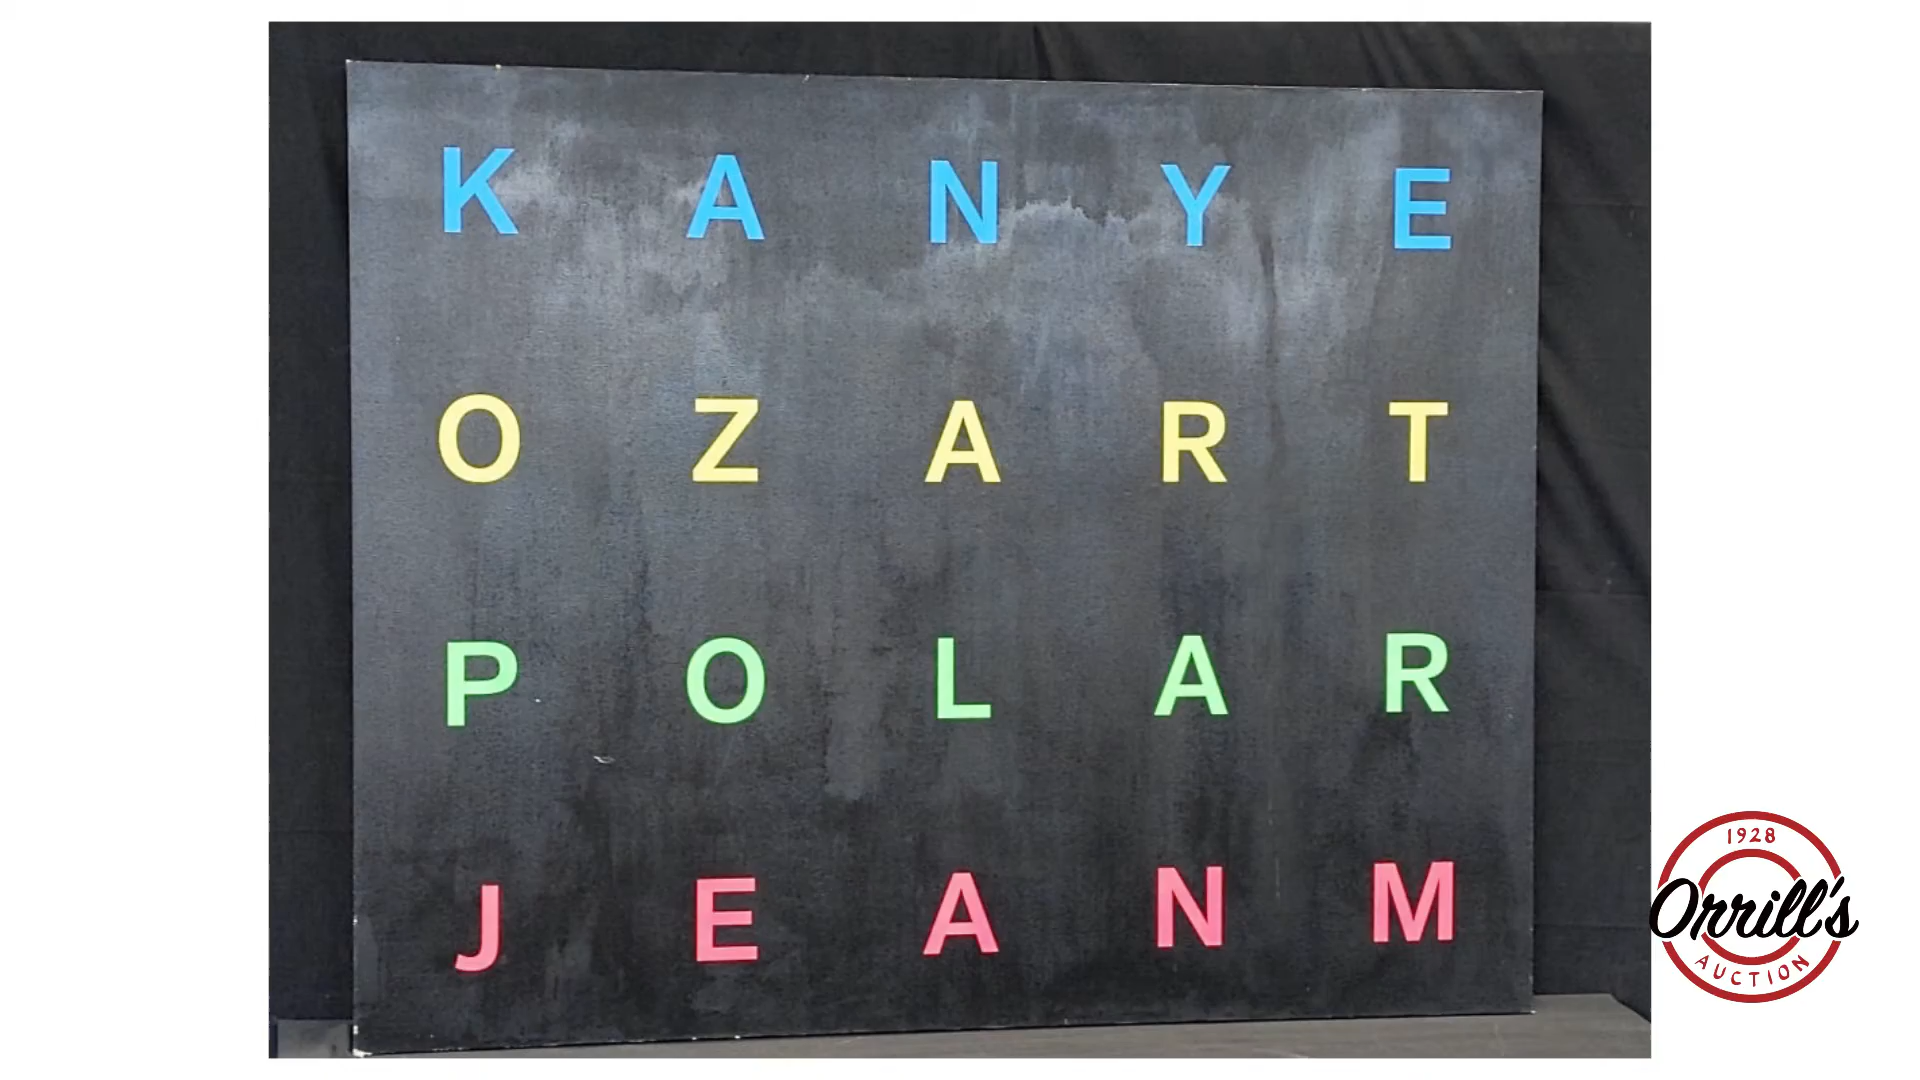 K A N Y E
O Z A R T
P O L A R
J E A N M
1928
Orrill's
AUCTION